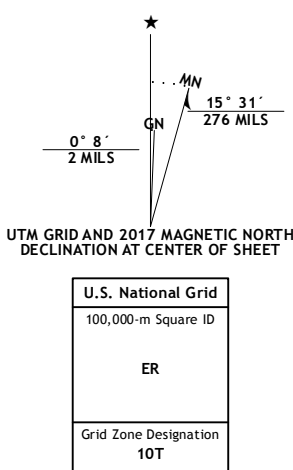 ★
MN
GN
15° 31´
276 MILS
0° 8´
2 MILS
UTM GRID AND 2017 MAGNETIC NORTH
DECLINATION AT CENTER OF SHEET
U.S. National Grid
100,000-m Square ID
ER
Grid Zone Designation
10T